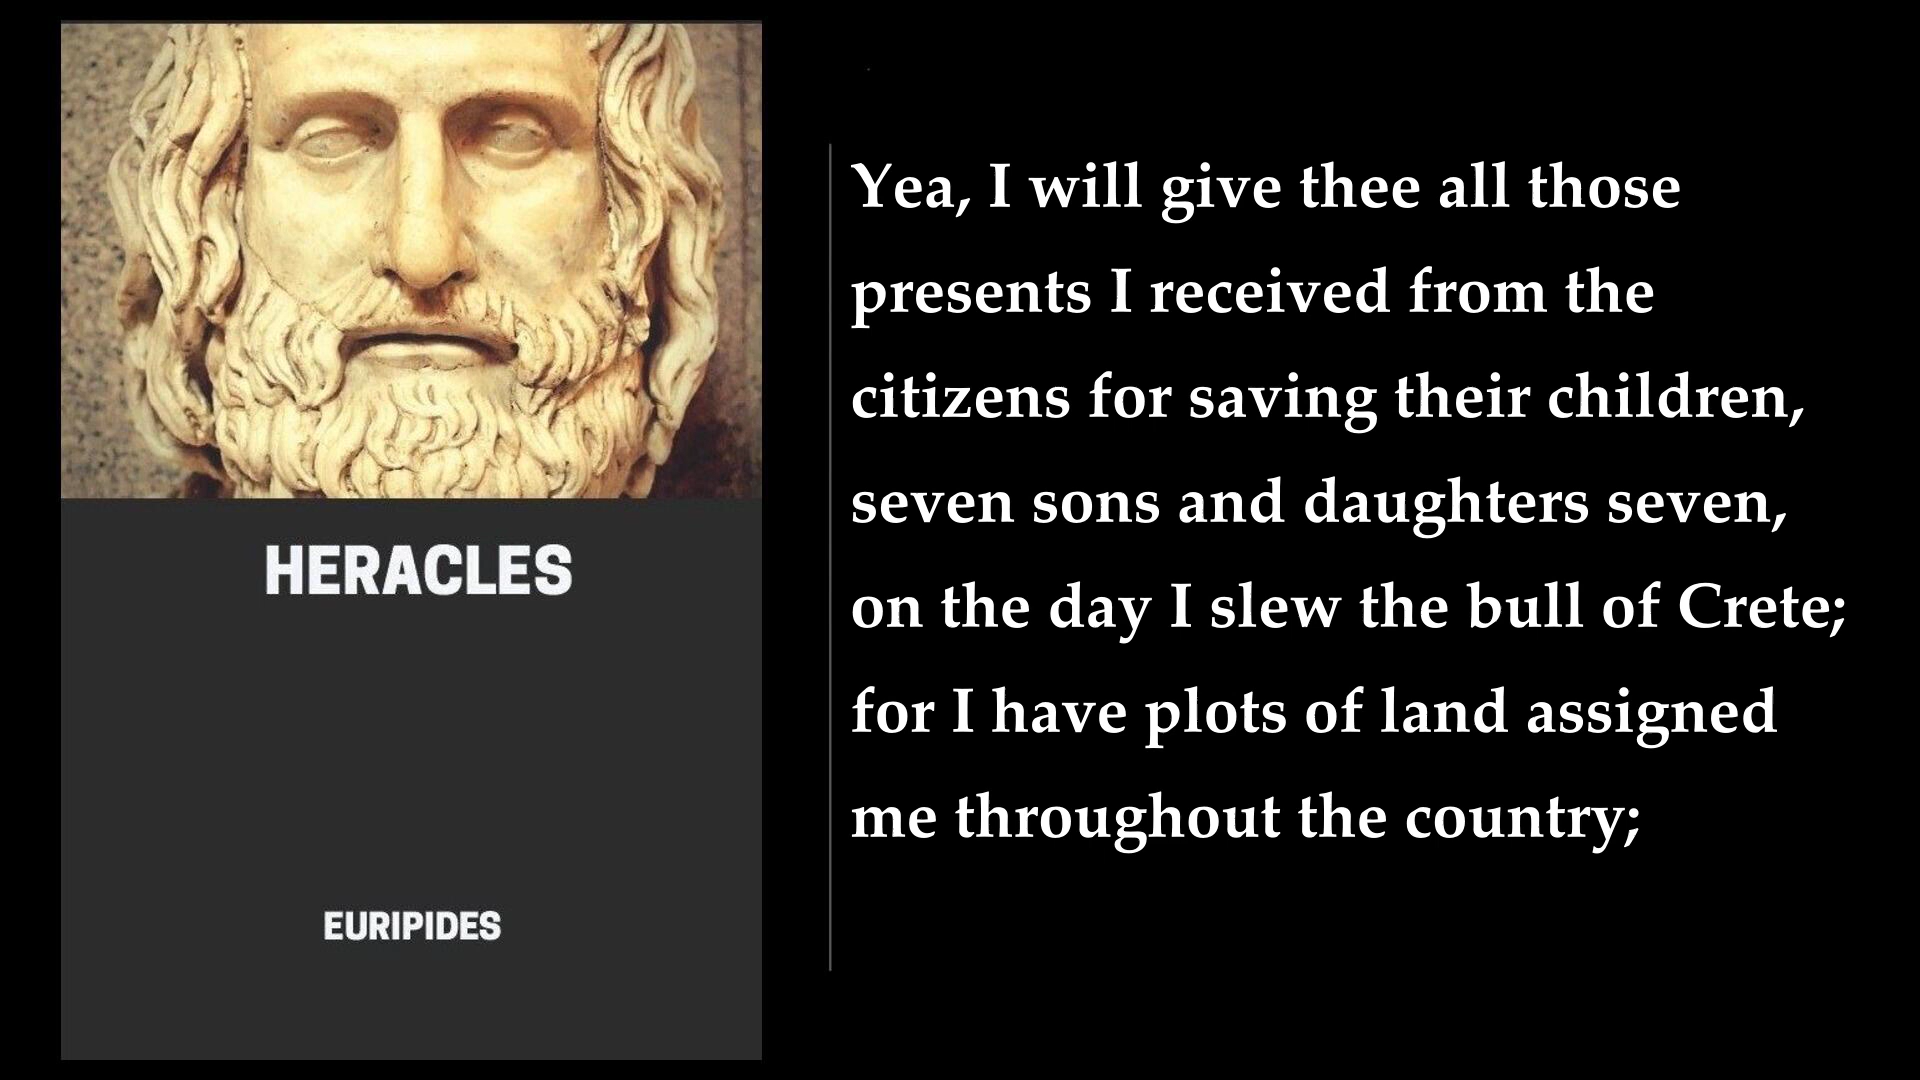 HERACLES
EURIPIDES
Yea, I will give thee all those
presents I received from the
citizens for saving their children,
seven sons and daughters seven,
on the day I slew the bull of Crete;
for I have plots of land assigned
me throughout the country;